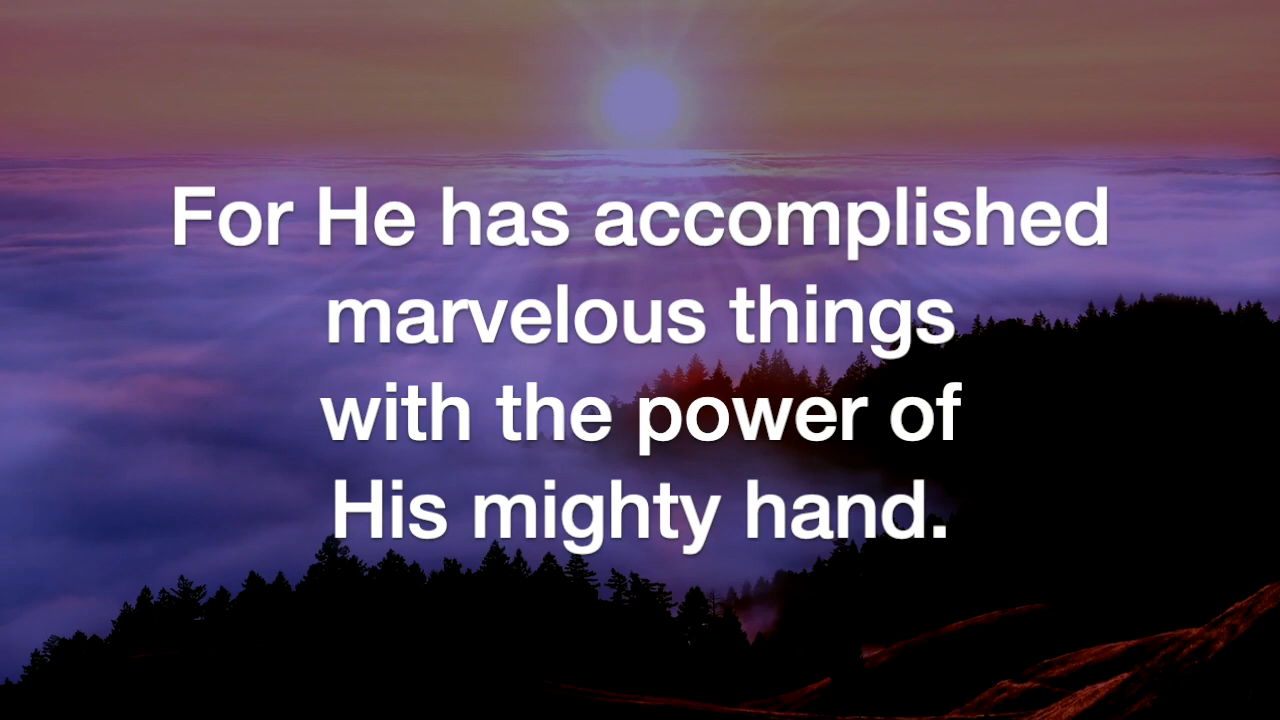 For He has accomplished
marvelous things
with the power of
His mighty hand.